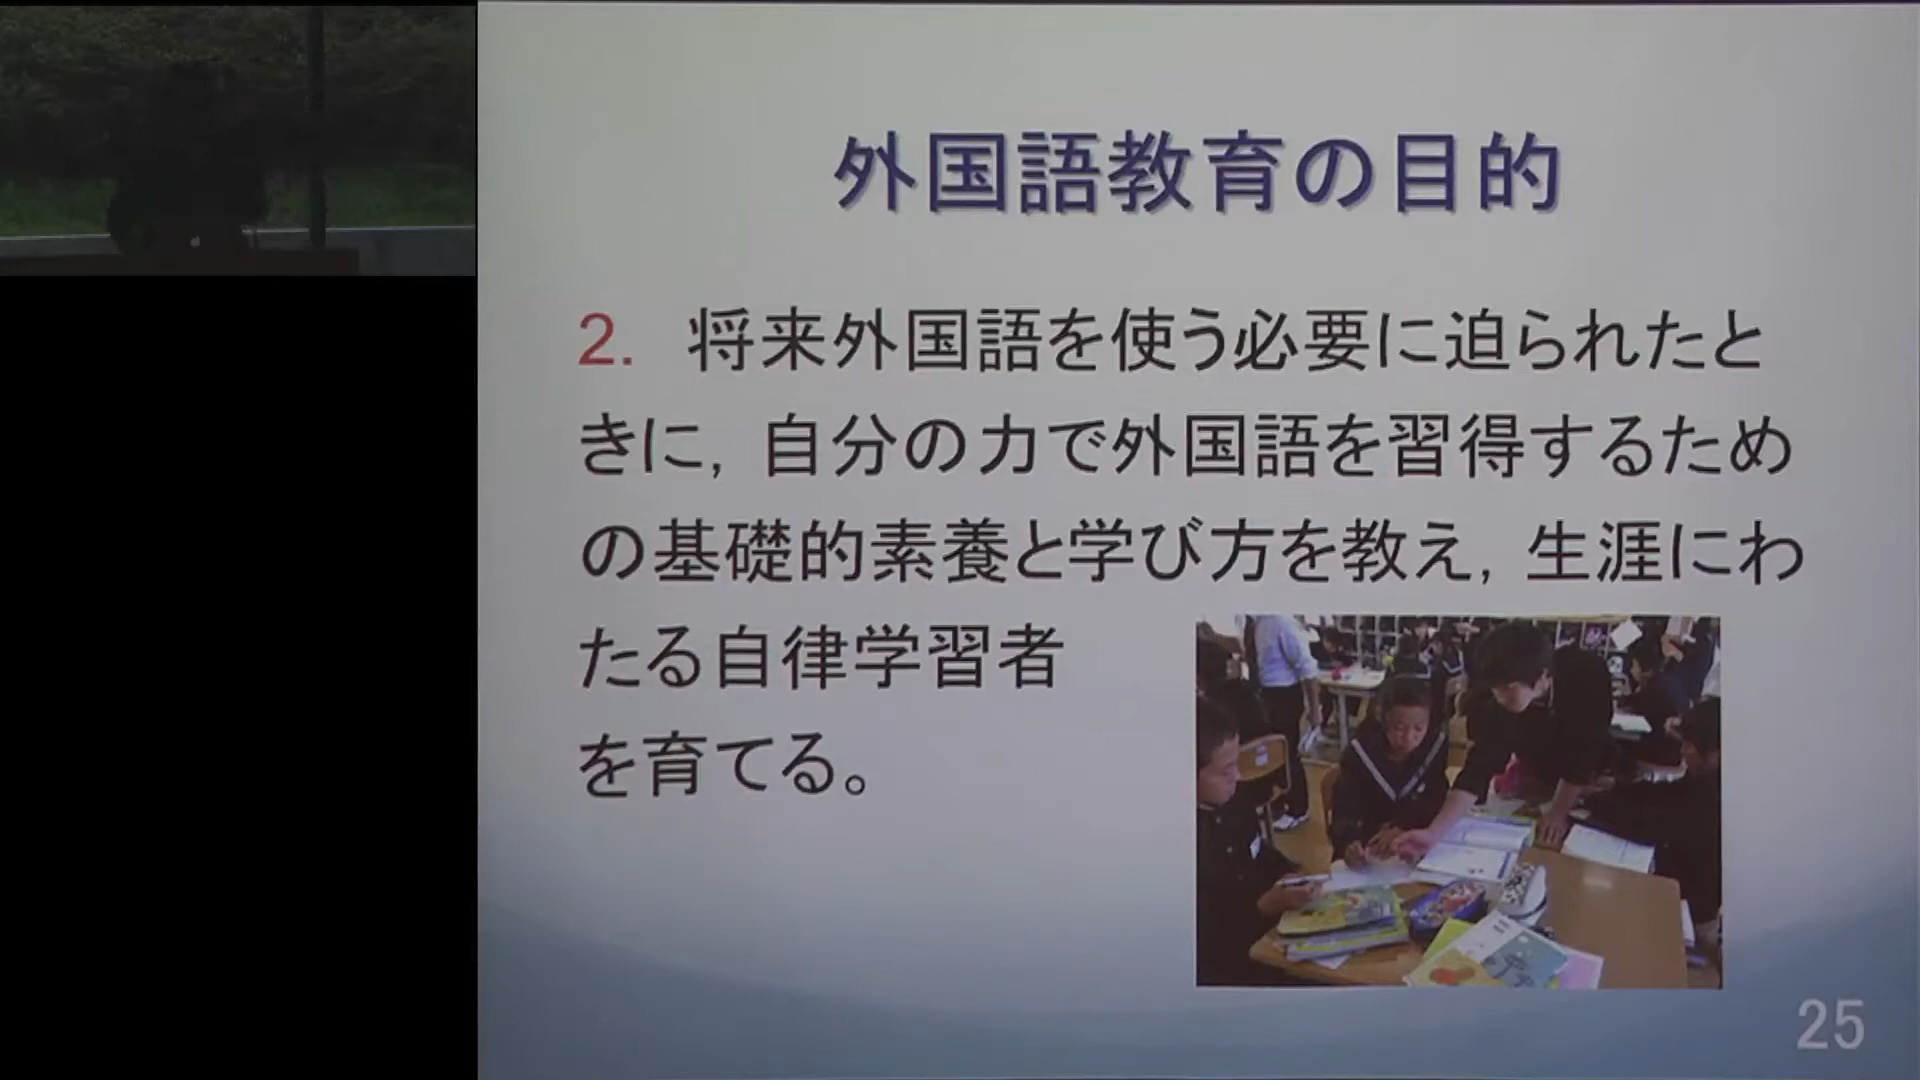 外国語教育の目的
2. 将来外国語を使う必要に迫られたと
きに，自分の力で外国語を習得するため
の基礎的素養と学び方を教え，生涯にわ
たる自律学習者
を育てる。
25